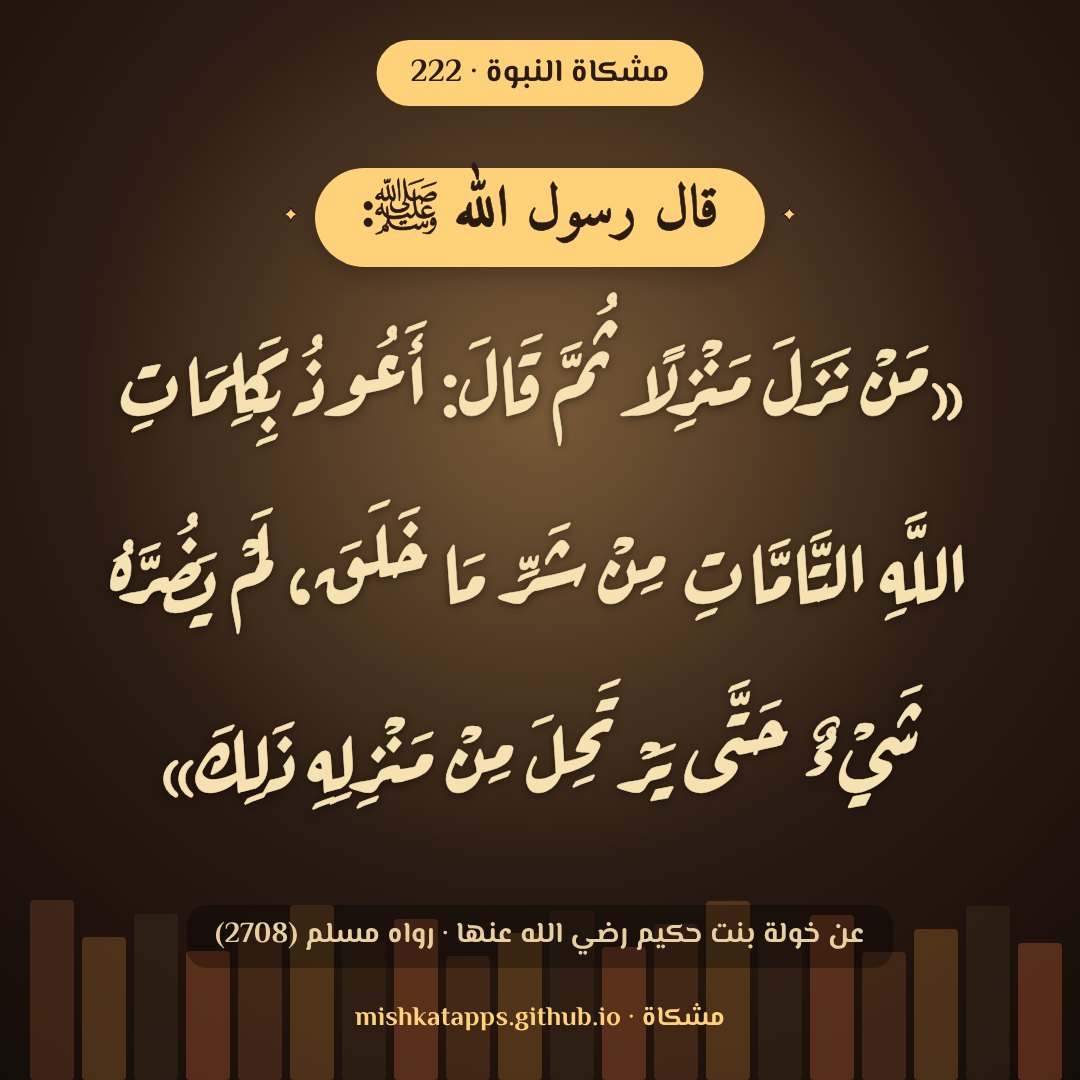 مشكاة النبوة · 222
قال رسول الله ﷺ:
«مَنْ نَزَلَ مَنْزِلًا ثُمَّ قَالَ: أَعُوذُ بِكَلِمَاتِ
اللَّهِ التَّامَّاتِ مِنْ شَرِّ مَا خَلَقَ، لَمْ يَضُرَّهُ
شَيْءٌ حَتَّى يَرْتَحِلَ مِنْ مَنْزِلِهِ ذَلِكَ»
عن خولة بنت حكيم رضي الله عنها · رواه مسلم (2708)
مشكاة · mishkatapps.github.io